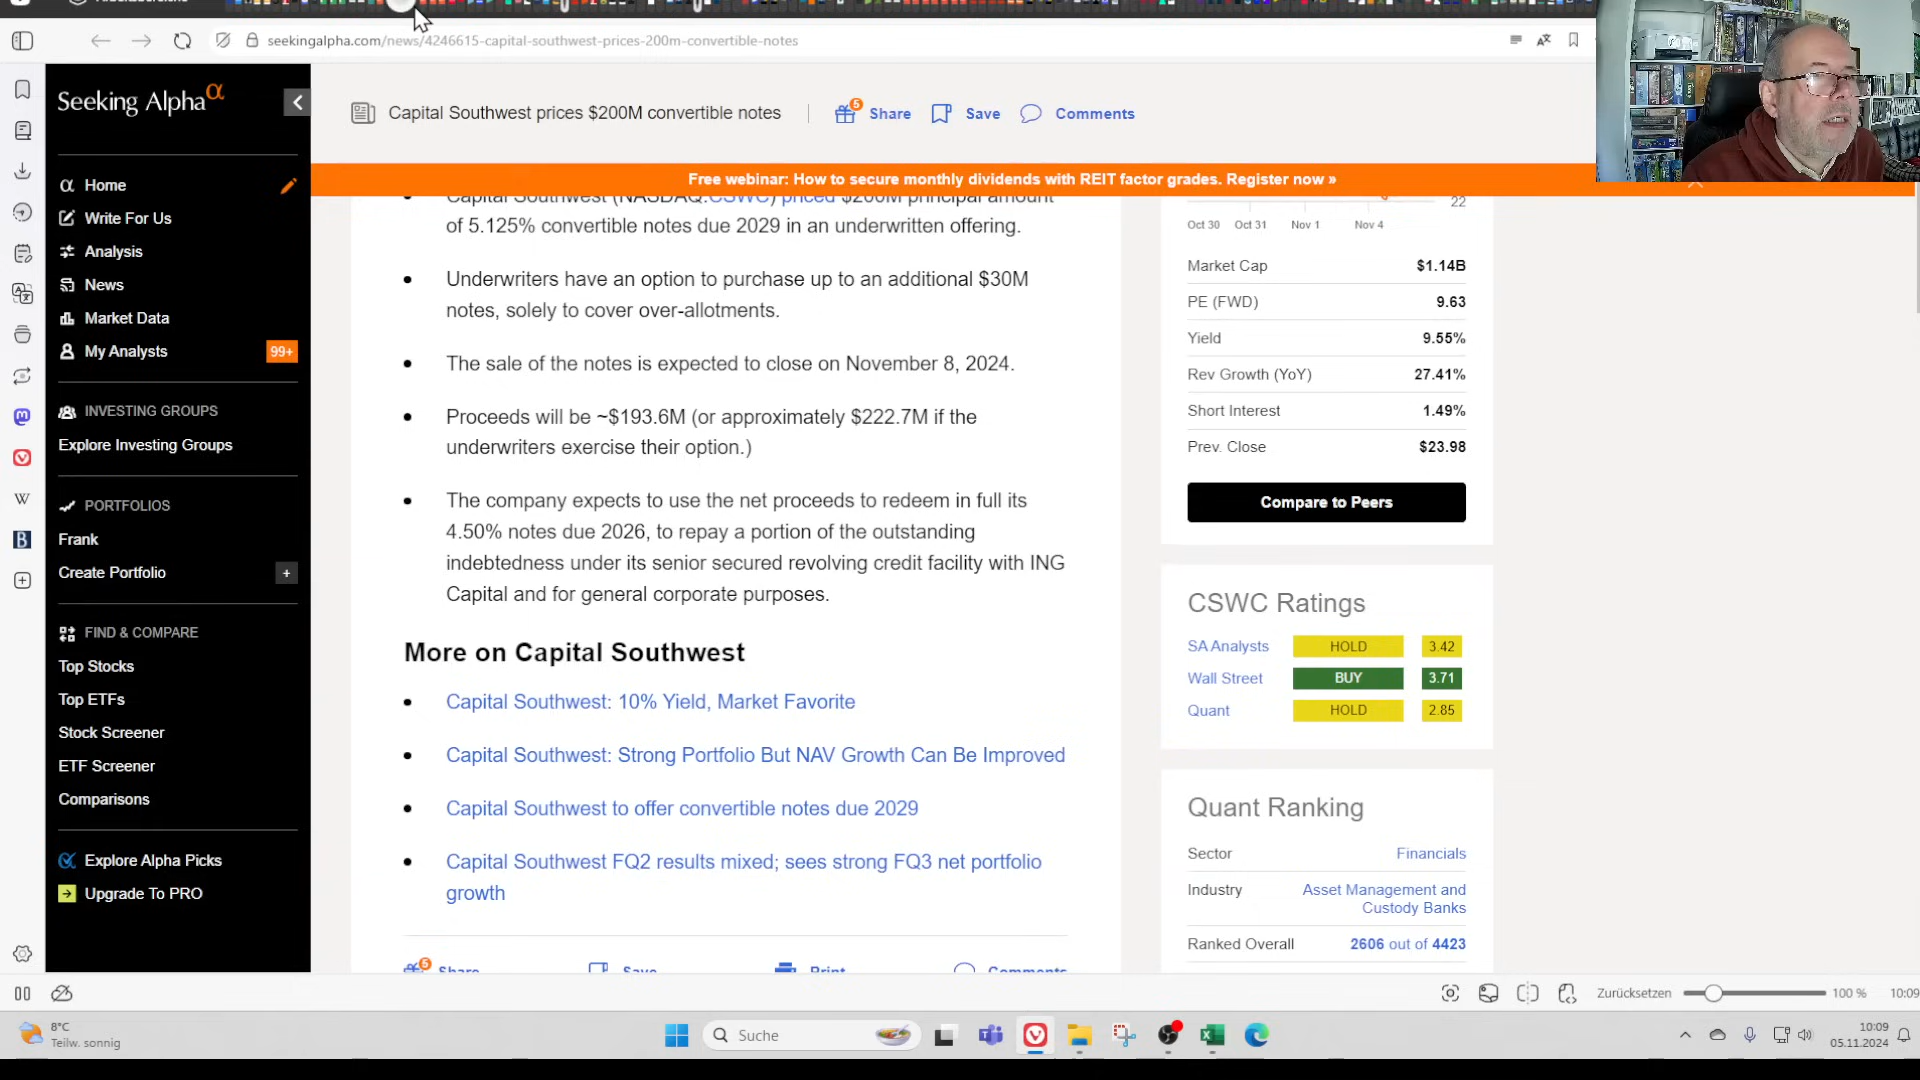 seekingalpha.com/news/4246615-capital-southwest-prices-200m-convertible-notes
Seeking Alpha α
Capital Southwest prices $200M convertible notes
5
Share
Save
Comments
Free webinar: How to secure monthly dividends with REIT factor grades. Register now »
α Home
Write For Us
Analysis
News
Market Data
My Analysts
99+
INVESTING GROUPS
Explore Investing Groups
PORTFOLIOS
Frank
Create Portfolio
+
FIND & COMPARE
Top Stocks
Top ETFs
Stock Screener
ETF Screener
Comparisons
Explore Alpha Picks
Upgrade To PRO
W
B
Capital Southwest (NASDAQ:CSWC) priced $200M principal amount
of 5.125% convertible notes due 2029 in an underwritten offering.
Underwriters have an option to purchase up to an additional $30M
notes, solely to cover over-allotments.
The sale of the notes is expected to close on November 8, 2024.
Proceeds will be ~$193.6M (or approximately $222.7M if the
underwriters exercise their option.)
The company expects to use the net proceeds to redeem in full its
4.50% notes due 2026, to repay a portion of the outstanding
indebtedness under its senior secured revolving credit facility with ING
Capital and for general corporate purposes.
More on Capital Southwest
Capital Southwest: 10% Yield, Market Favorite
Capital Southwest: Strong Portfolio But NAV Growth Can Be Improved
Capital Southwest to offer convertible notes due 2029
Capital Southwest FQ2 results mixed; sees strong FQ3 net portfolio
growth
5
Share
Save
Print
Comments
22
Oct 30 Oct 31 Nov 1 Nov 4
Market Cap $1.14B
PE (FWD) 9.63
Yield 9.55%
Rev Growth (YoY) 27.41%
Short Interest 1.49%
Prev. Close $23.98
Compare to Peers
CSWC Ratings
SA Analysts HOLD 3.42
Wall Street BUY 3.71
Quant HOLD 2.85
Quant Ranking
Sector Financials
Industry Asset Management and
Custody Banks
Ranked Overall 2606 out of 4423
Zurücksetzen
100 %
10:09
8°C
Teilw. sonnig
Suche
10:09
05.11.2024